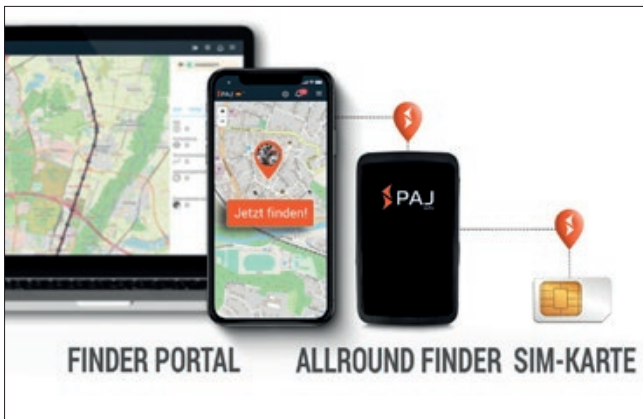 PAJ
Jetzt finden!
PAJ
FINDER PORTAL
ALLROUND FINDER
SIM-KARTE